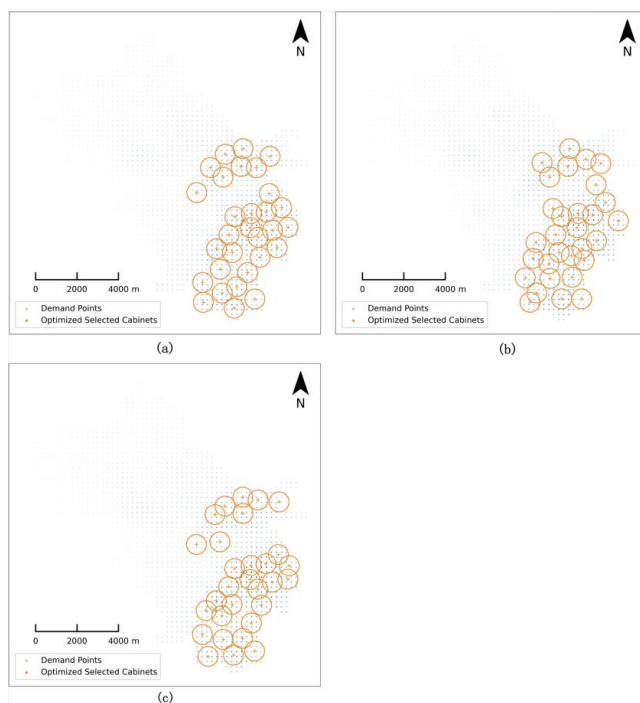 N
0 2000 4000 m
Demand Points
Optimized Selected Cabinets
(a)
N
0 2000 4000 m
Demand Points
Optimized Selected Cabinets
(b)
N
0 2000 4000 m
Demand Points
Optimized Selected Cabinets
(c)